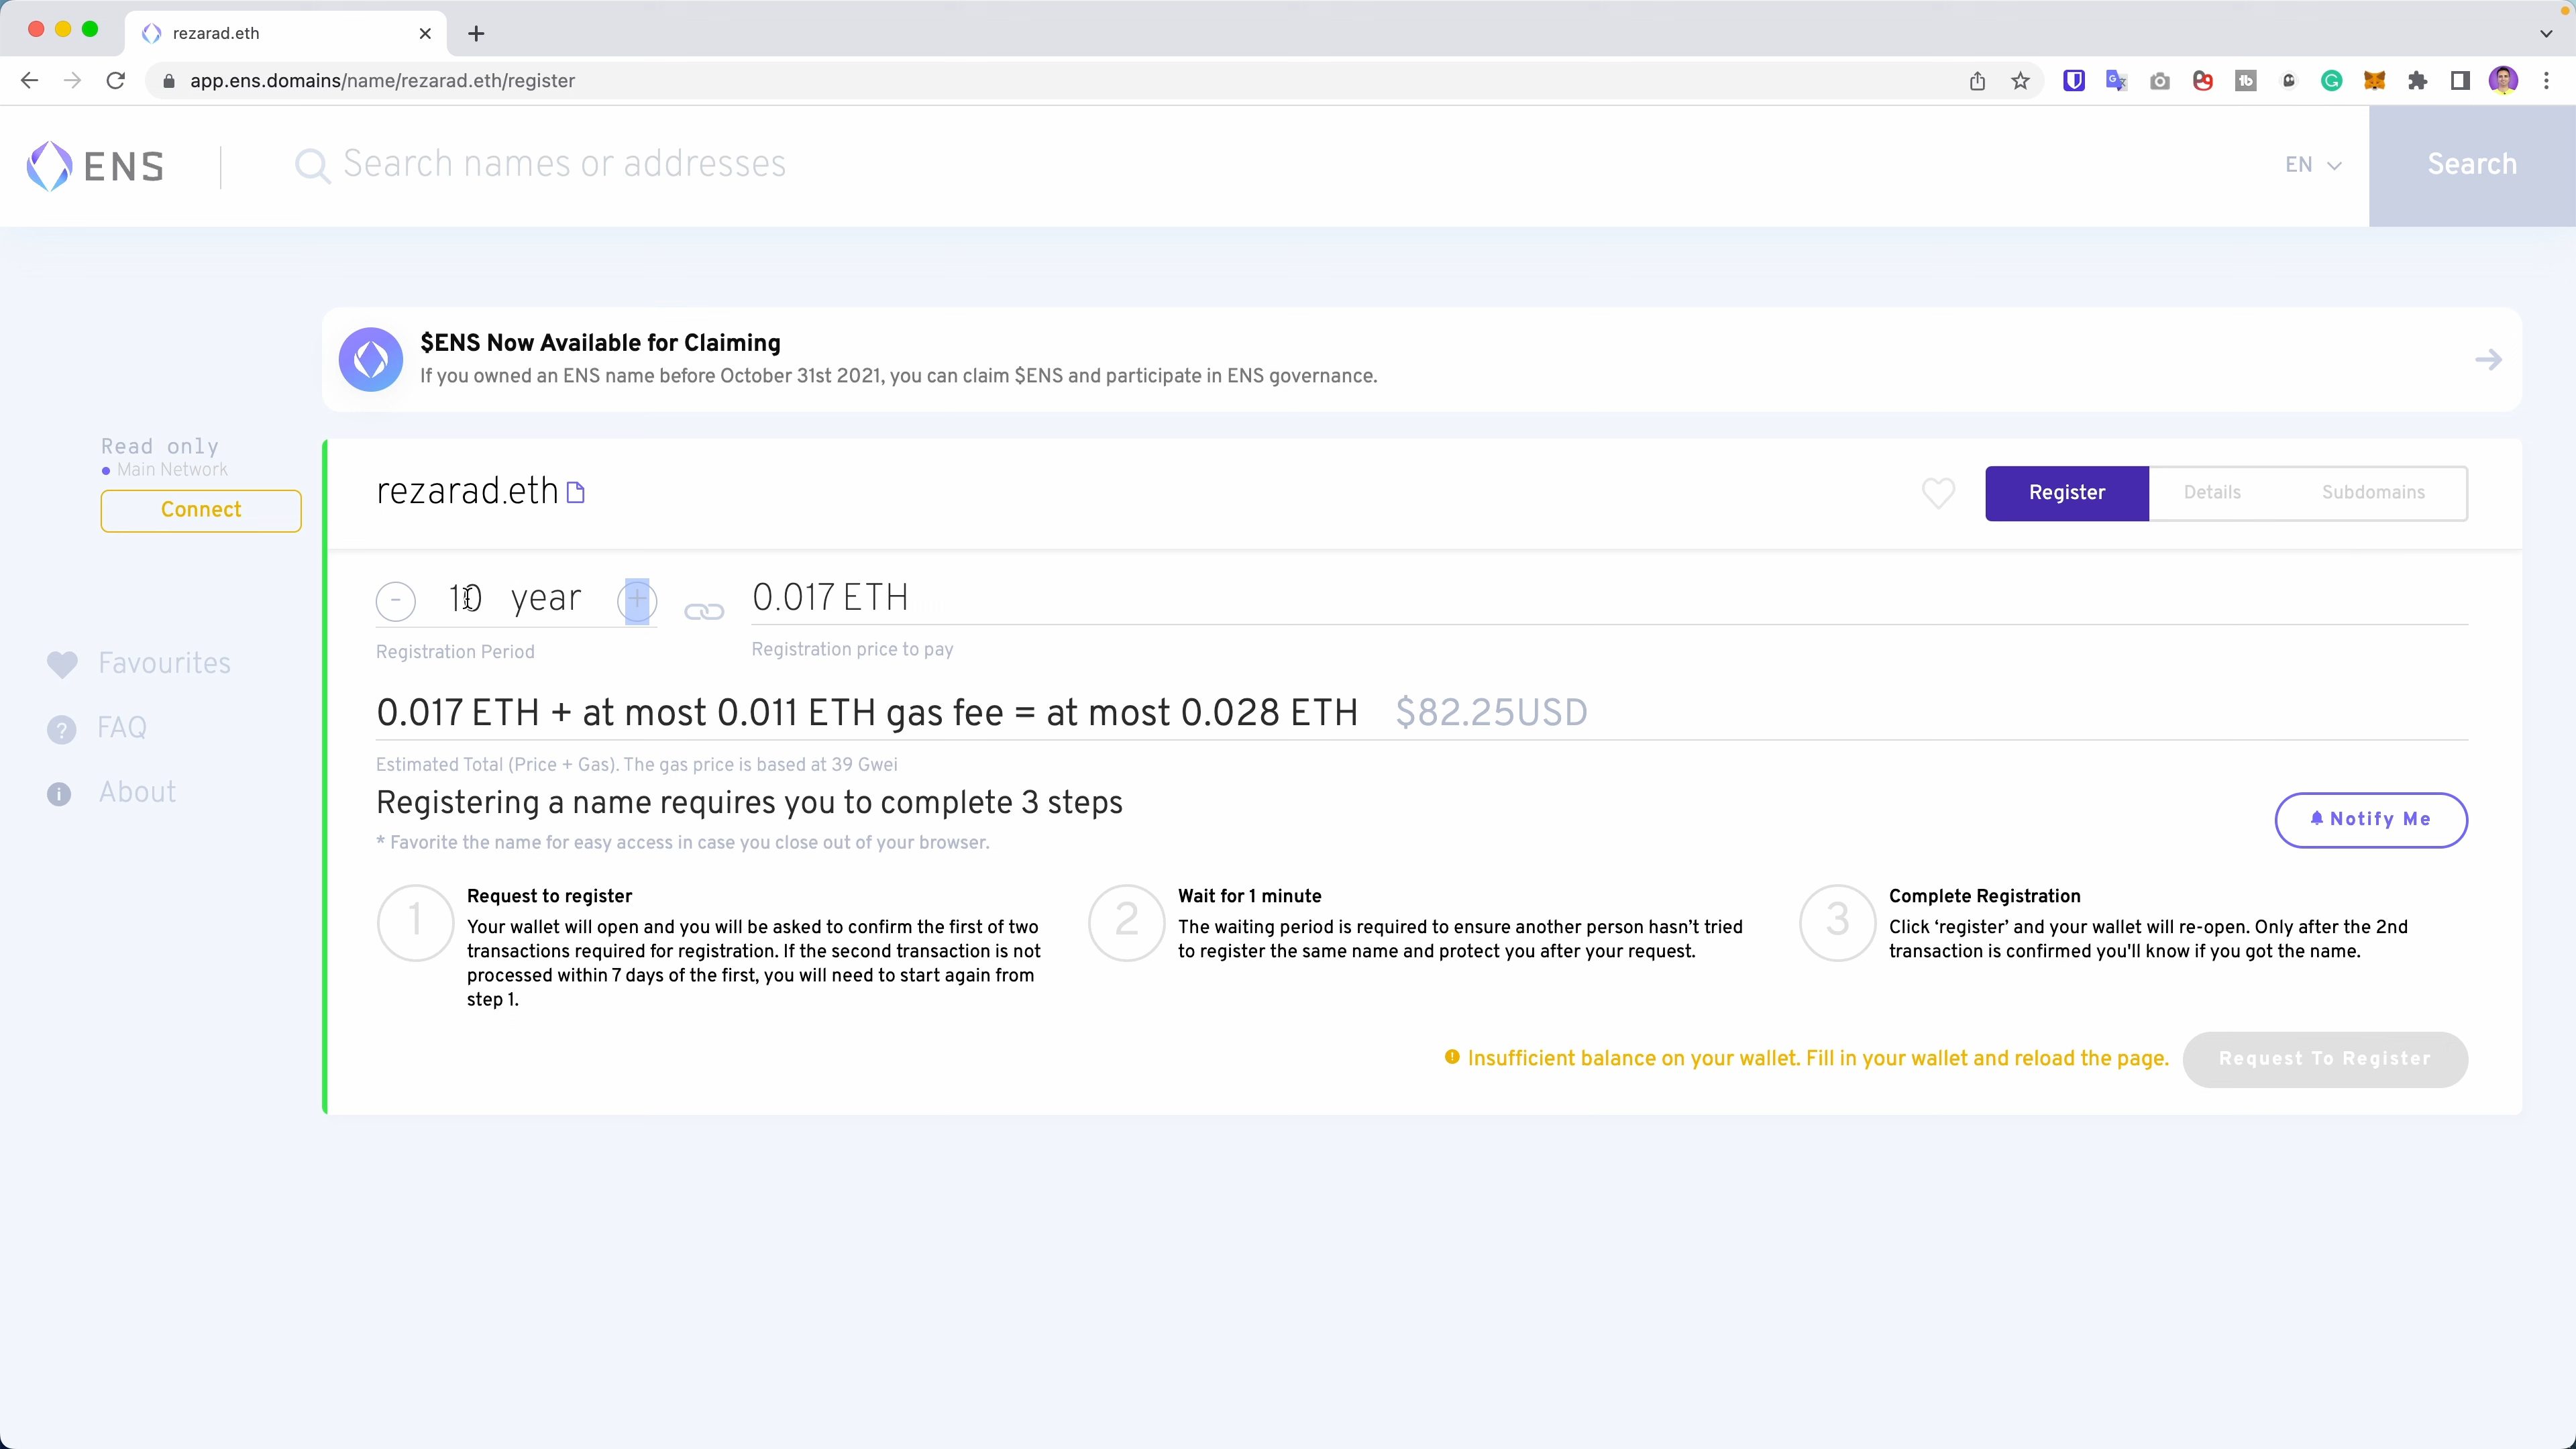 rezarad.eth
app.ens.domains/name/rezarad.eth/register
ENS
Search names or addresses
EN
Search
$ENS Now Available for Claiming
If you owned an ENS name before October 31st 2021, you can claim $ENS and participate in ENS governance.
Read only
Main Network
Connect
rezarad.eth
Register
Details
Subdomains
- 10 year +
0.017 ETH
Registration Period
Registration price to pay
Favourites
FAQ
About
0.017 ETH + at most 0.011 ETH gas fee = at most 0.028 ETH $82.25USD
Estimated Total (Price + Gas). The gas price is based at 39 Gwei
Registering a name requires you to complete 3 steps
* Favorite the name for easy access in case you close out of your browser.
Notify Me
1
Request to register
Your wallet will open and you will be asked to confirm the first of two
transactions required for registration. If the second transaction is not
processed within 7 days of the first, you will need to start again from
step 1.
2
Wait for 1 minute
The waiting period is required to ensure another person hasn't tried
to register the same name and protect you after your request.
3
Complete Registration
Click ‘register’ and your wallet will re-open. Only after the 2nd
transaction is confirmed you'll know if you got the name.
Insufficient balance on your wallet. Fill in your wallet and reload the page.
Request To Register